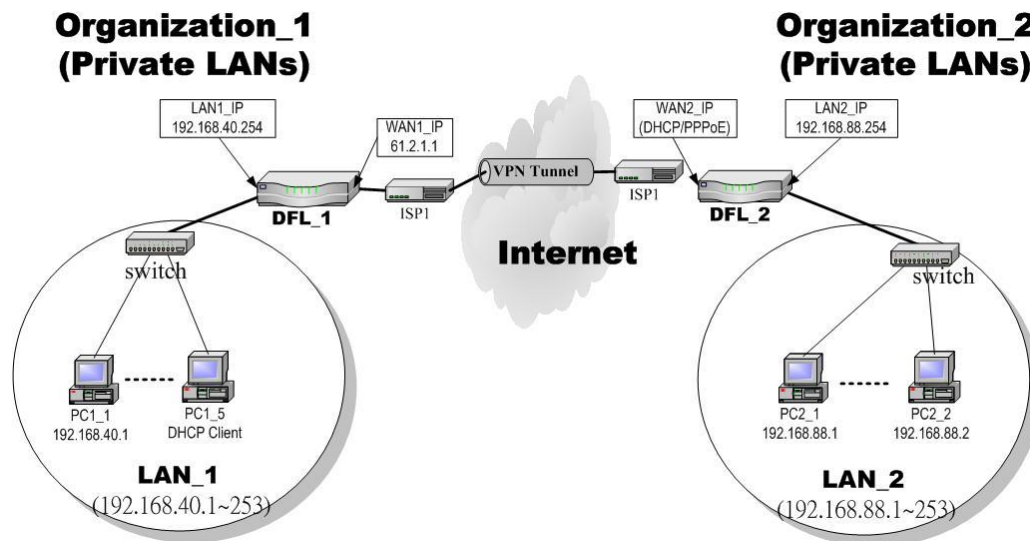 Organization_1
(Private LANs)
Organization_2
(Private LANs)
LAN1_IP
192.168.40.254
WAN1_IP
61.2.1.1
WAN2_IP
(DHCP/PPPoE)
LAN2_IP
192.168.88.254
VPN Tunnel
DFL_1
ISP1
ISP1
DFL_2
Internet
switch
switch
PC1_1
192.168.40.1
PC1_5
DHCP Client
PC2_1
192.168.88.1
PC2_2
192.168.88.2
LAN_1
(192.168.40.1~253)
LAN_2
(192.168.88.1~253)